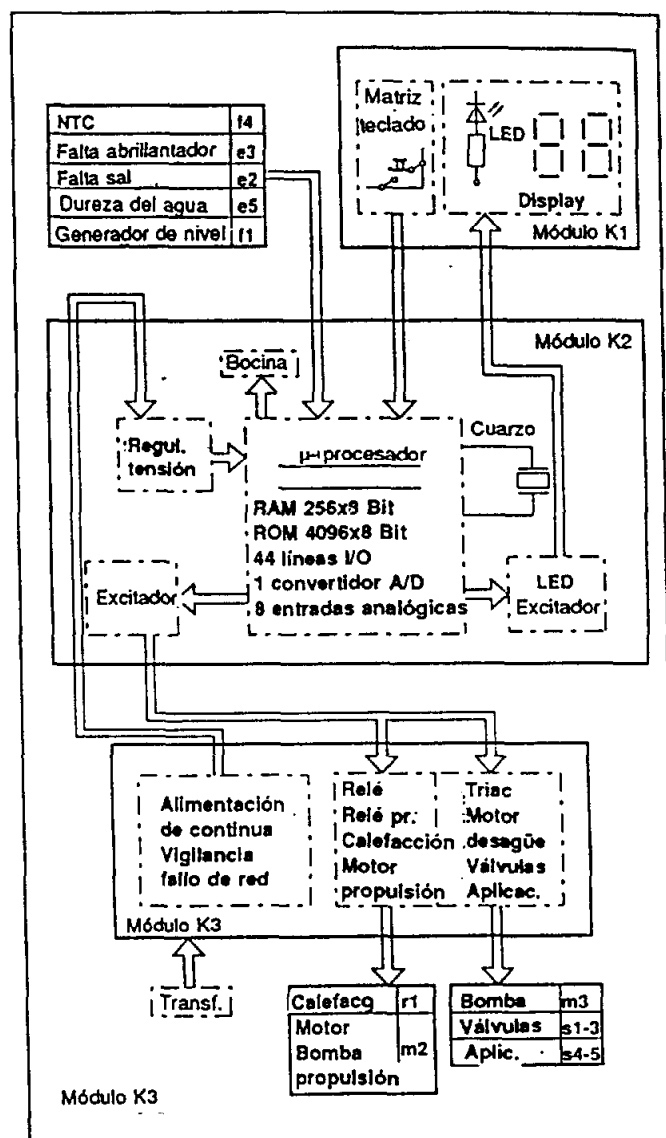 NTC f4
Falta abrillantador e3
Falta sal e2
Dureza del agua e5
Generador de nivel f1
Matriz
teclado
LED
Display
Módulo K1
Módulo K2
Bocina
Regul.
tensión
µ-procesador
RAM 256x8 Bit
ROM 4096x8 Bit
44 líneas I/O
1 convertidor A/D
8 entradas analógicas
Cuarzo
Excitador
LED
Excitador
Alimentación
de continua
Vigilancia
fallo de red
Relé
Relé pr.
Calefacción
Motor
propulsión
Triac
Motor
desagüe
Válvulas
Aplicac.
Módulo K3
Transf.
Calefacc r1
Motor
Bomba m2
propulsión
Bomba m3
Válvulas s1-3
Aplic. s4-5
Módulo K3